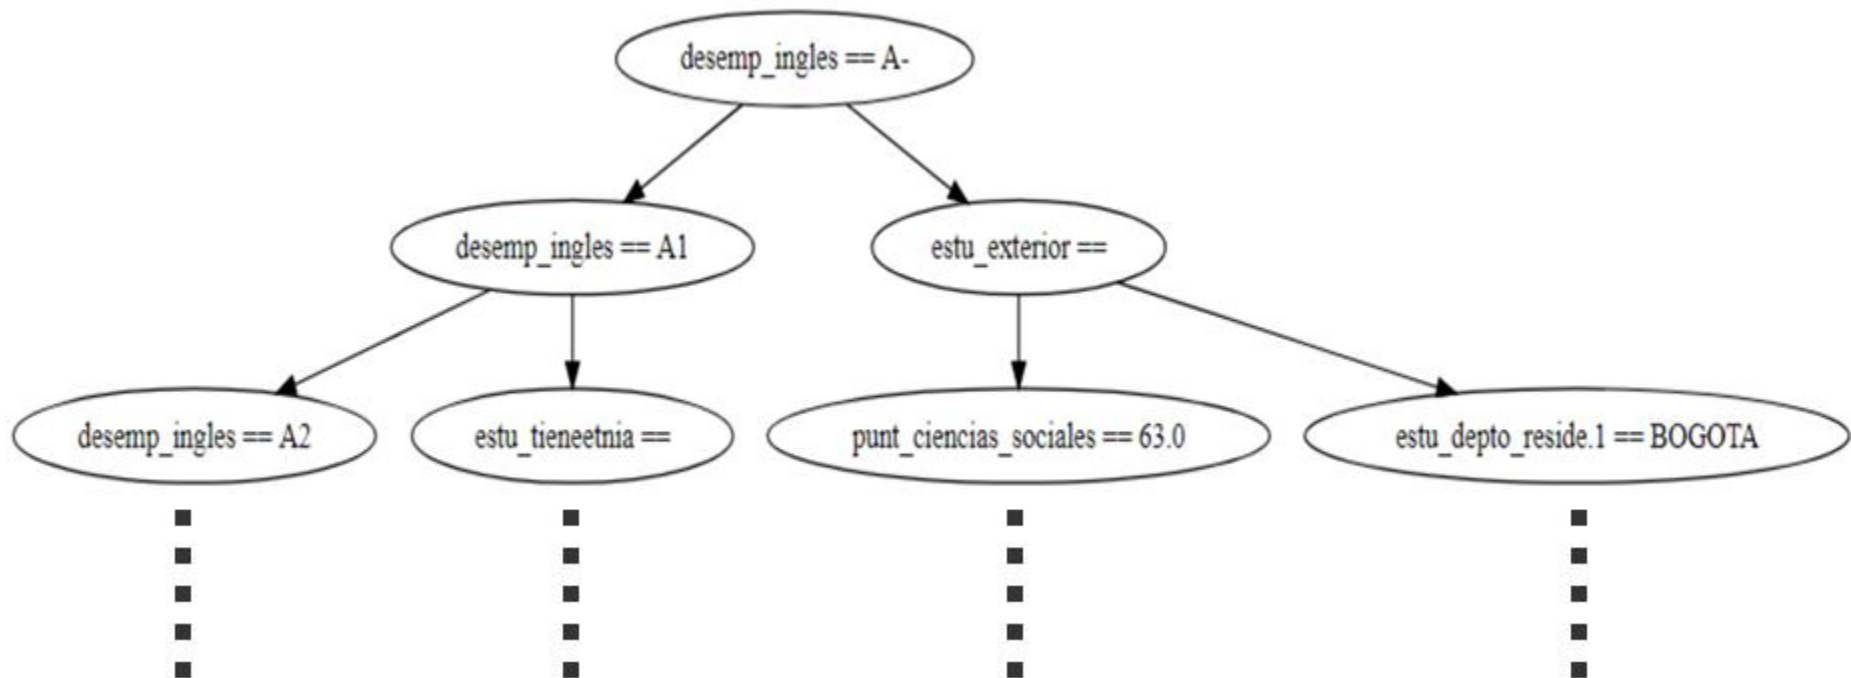 desemp_ingles == A-
desemp_ingles == A1
estu_exterior ==
desemp_ingles == A2
estu_tieneetnia ==
punt_ciencias_sociales == 63.0
estu_depto_reside.1 == BOGOTA